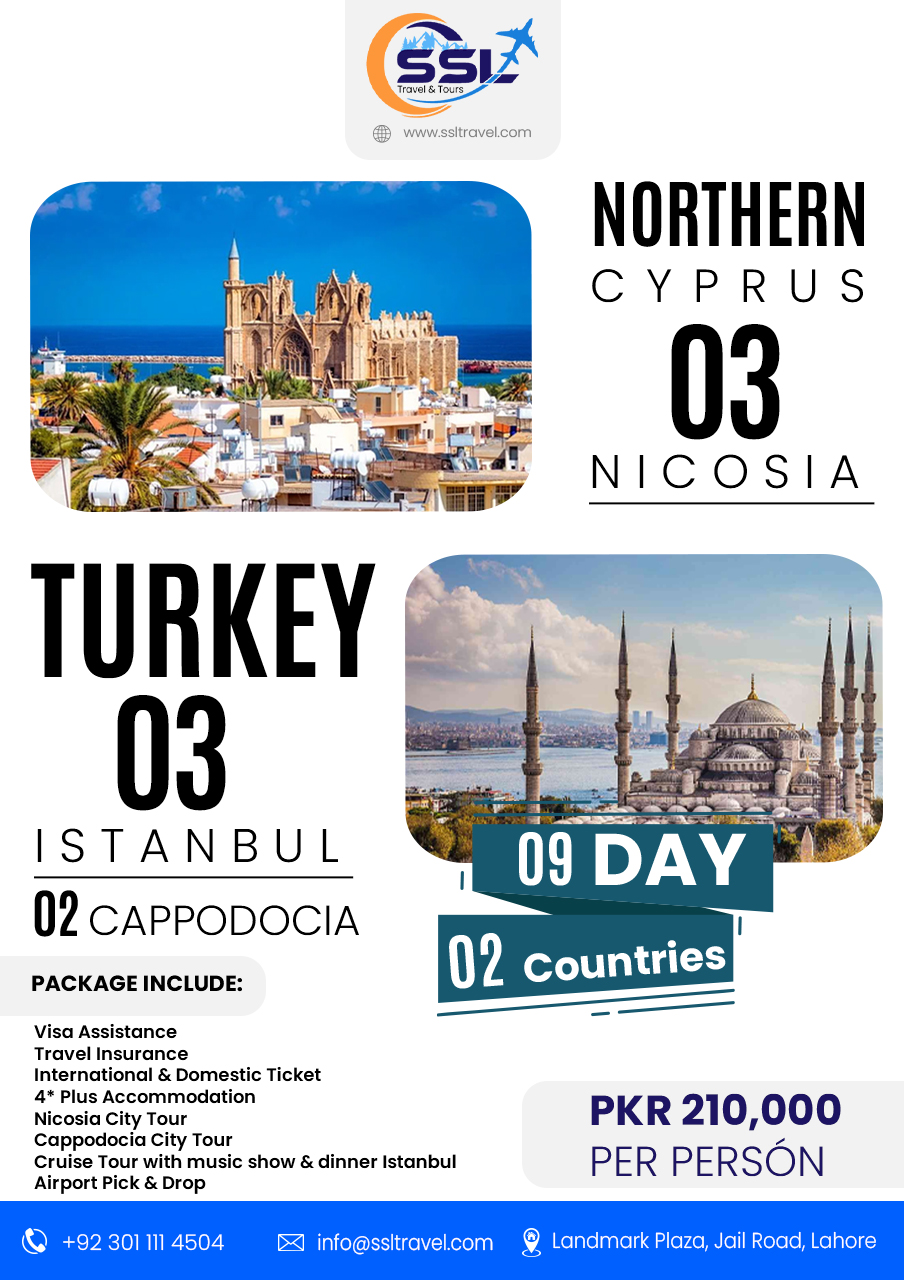 SSL
Travel & Tours
www.ssltravel.com
NORTHERN
CYPRUS
03
NICOSIA
TURKEY
03
ISTANBUL
02 CAPPODOCIA
09 DAY
02 Countries
PACKAGE INCLUDE:
Visa Assistance
Travel Insurance
International & Domestic Ticket
4* Plus Accommodation
Nicosia City Tour
Cappodocia City Tour
Cruise Tour with music show & dinner Istanbul
Airport Pick & Drop
PKR 210,000
PER PERSÓN
+92 301 111 4504
info@ssltravel.com
Landmark Plaza, Jail Road, Lahore